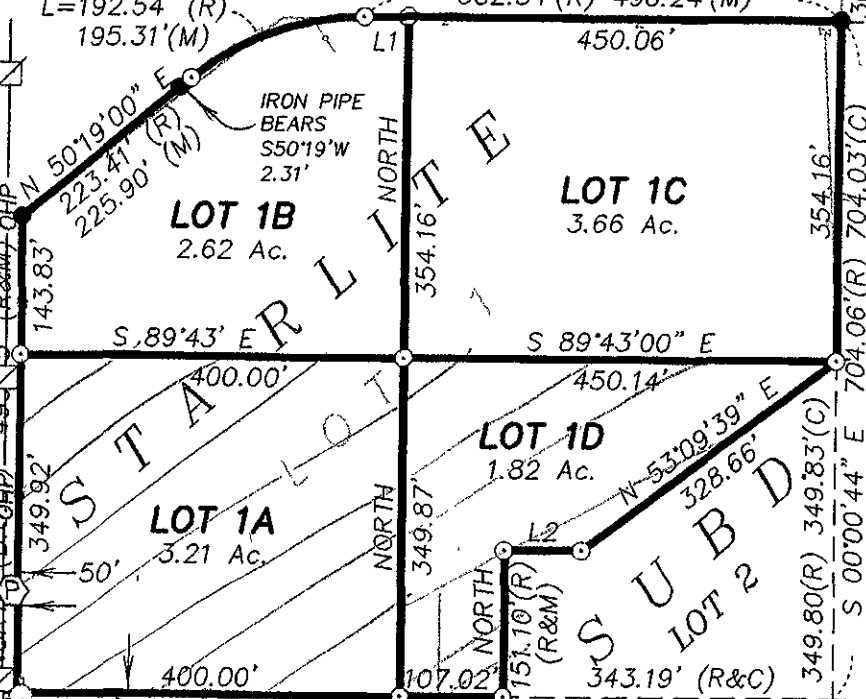 L=192.54' (R)
195.31'(M)
L1
450.06'
N 50°19'00" E
223.41' (R)
225.90' (M)
IRON PIPE
BEARS
S50°19'W
2.31'
NORTH
354.16'
354.16'
LOT 1B
2.62 Ac.
LOT 1C
3.66 Ac.
143.83'
S 89°43' E
400.00'
S 89°43'00" E
450.14'
STARLITE
LOT 1
LOT 1D
1.82 Ac.
N 53°09'39" E
328.66'
LOT 1A
3.21 Ac.
349.92'
NORTH
349.87'
L2
50'
P
NORTH
151.10'(R)
(R&M)
SUBD
LOT 2
400.00'
107.02'
343.19' (R&C)
349.80(R) 349.83'(C)
S 00°00'44" E 704.06'(R) 704.03'(C)
(R&M) OHP